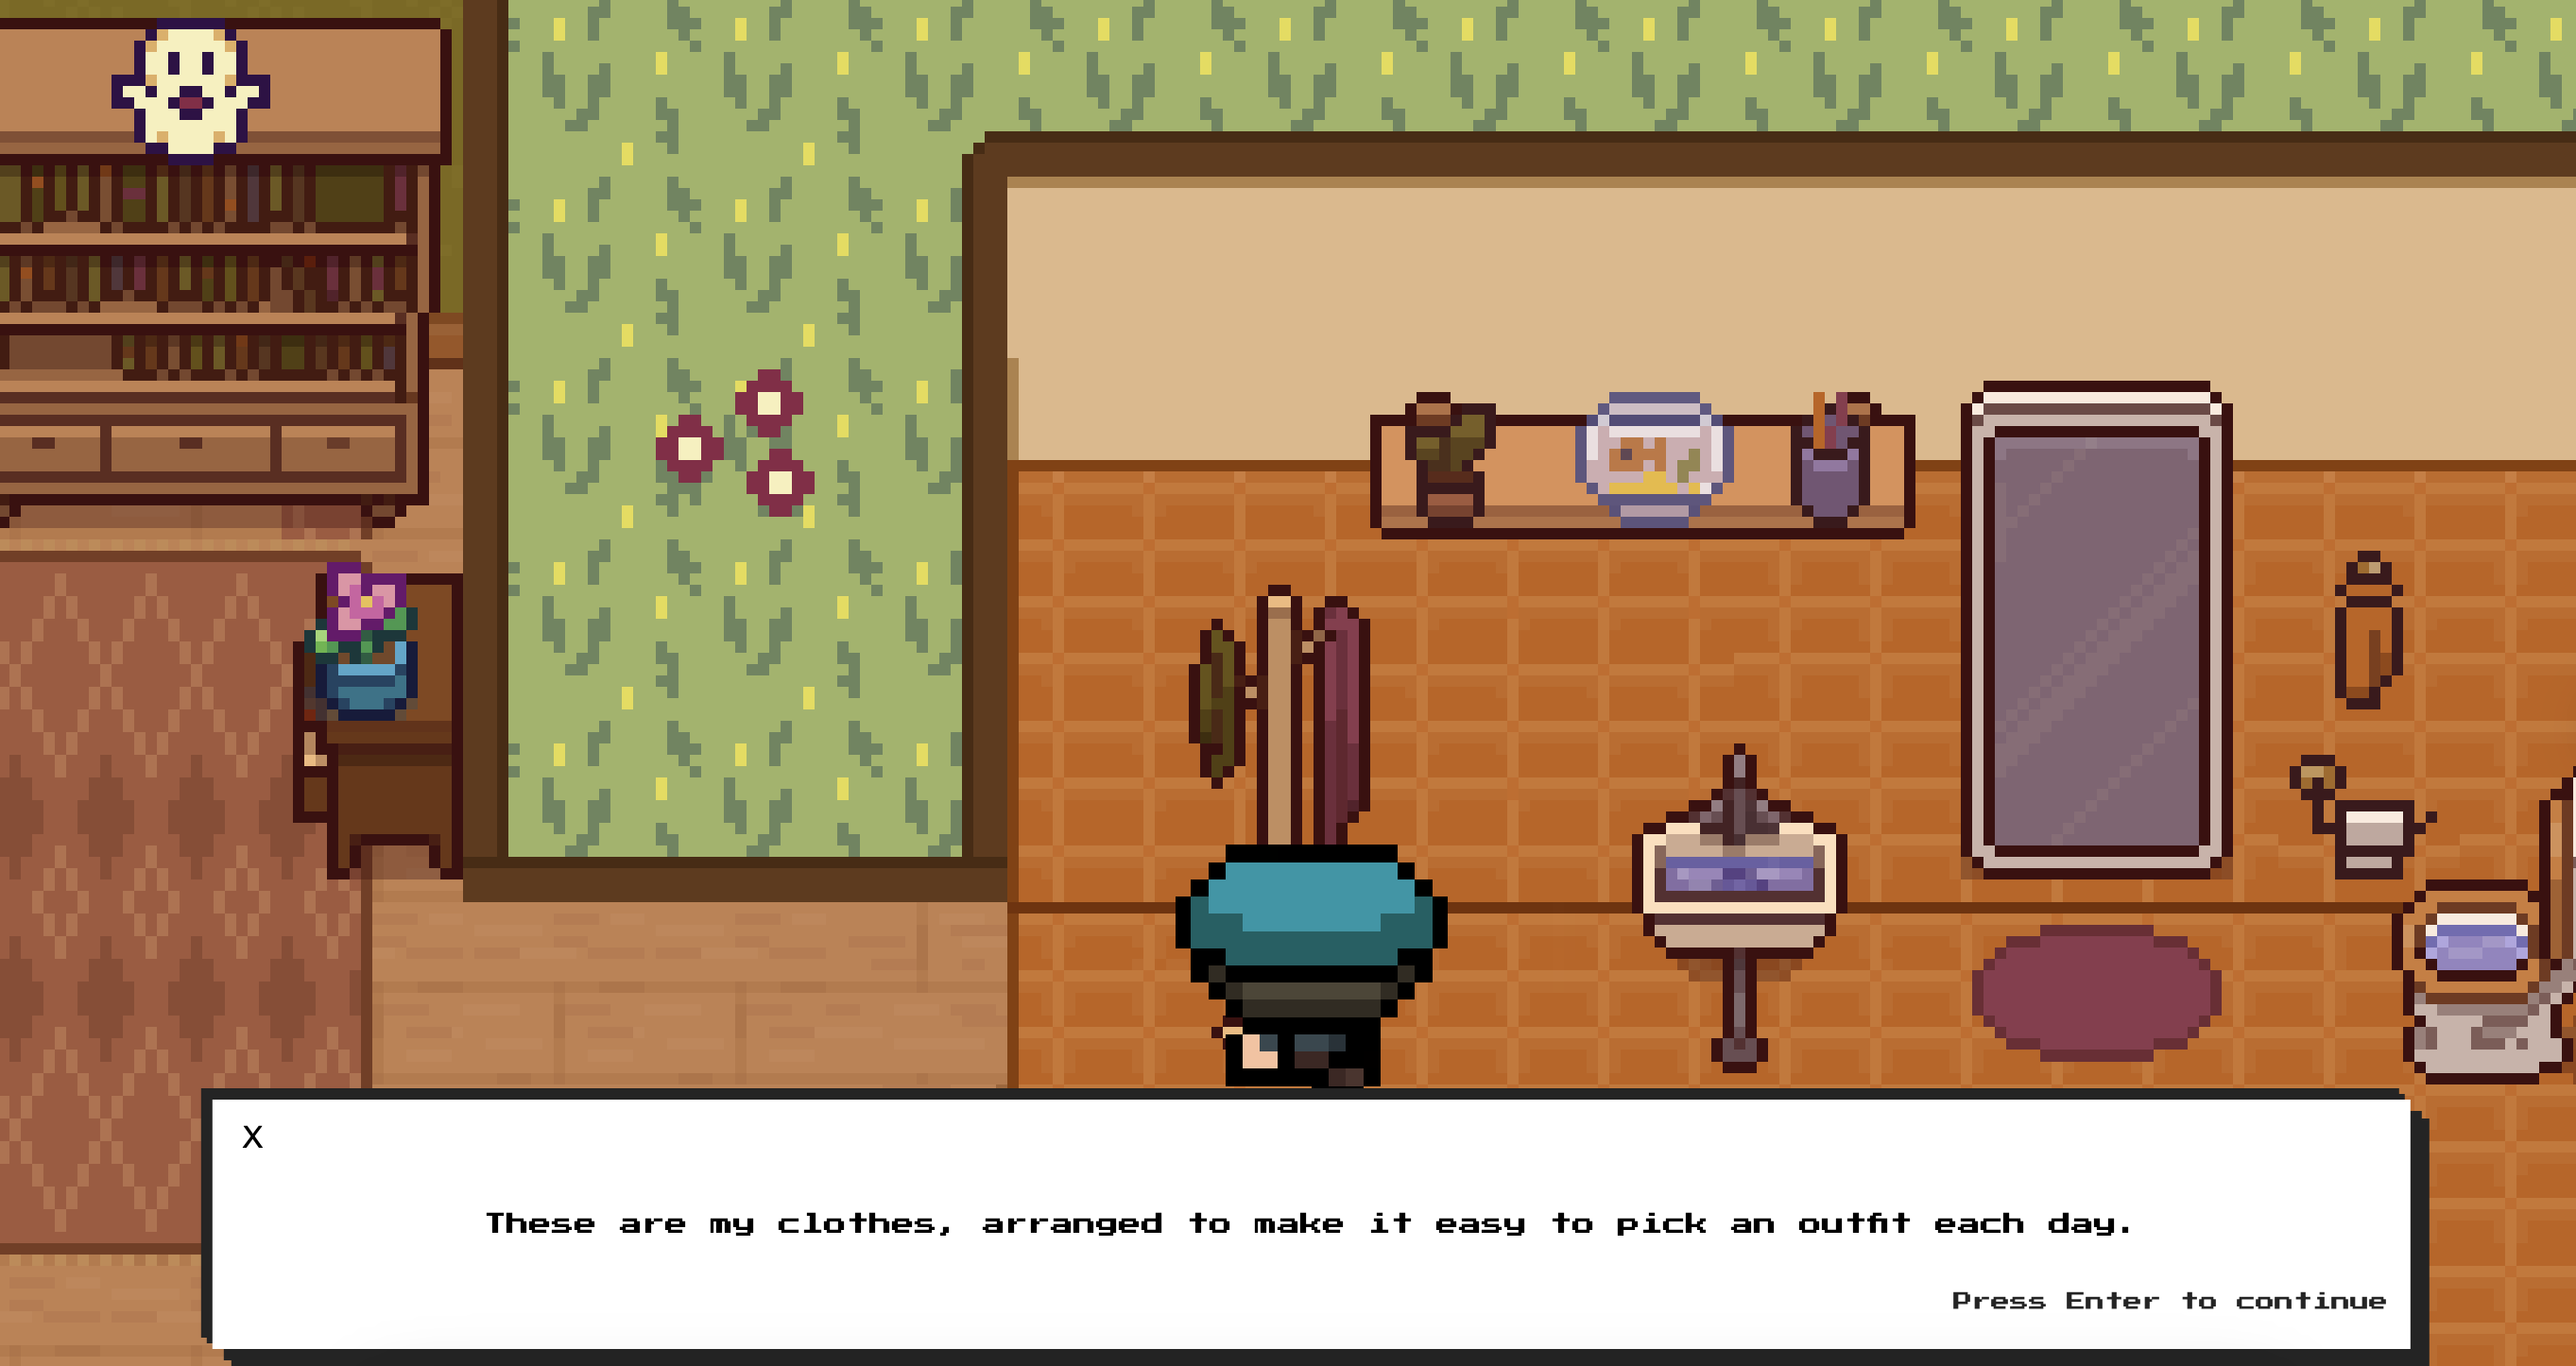 X
These are my clothes, arranged to make it easy to pick an outfit each day.
Press Enter to continue